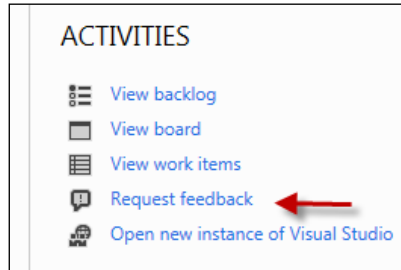 ACTIVITIES
View backlog
View board
View work items
Request feedback
Open new instance of Visual Studio